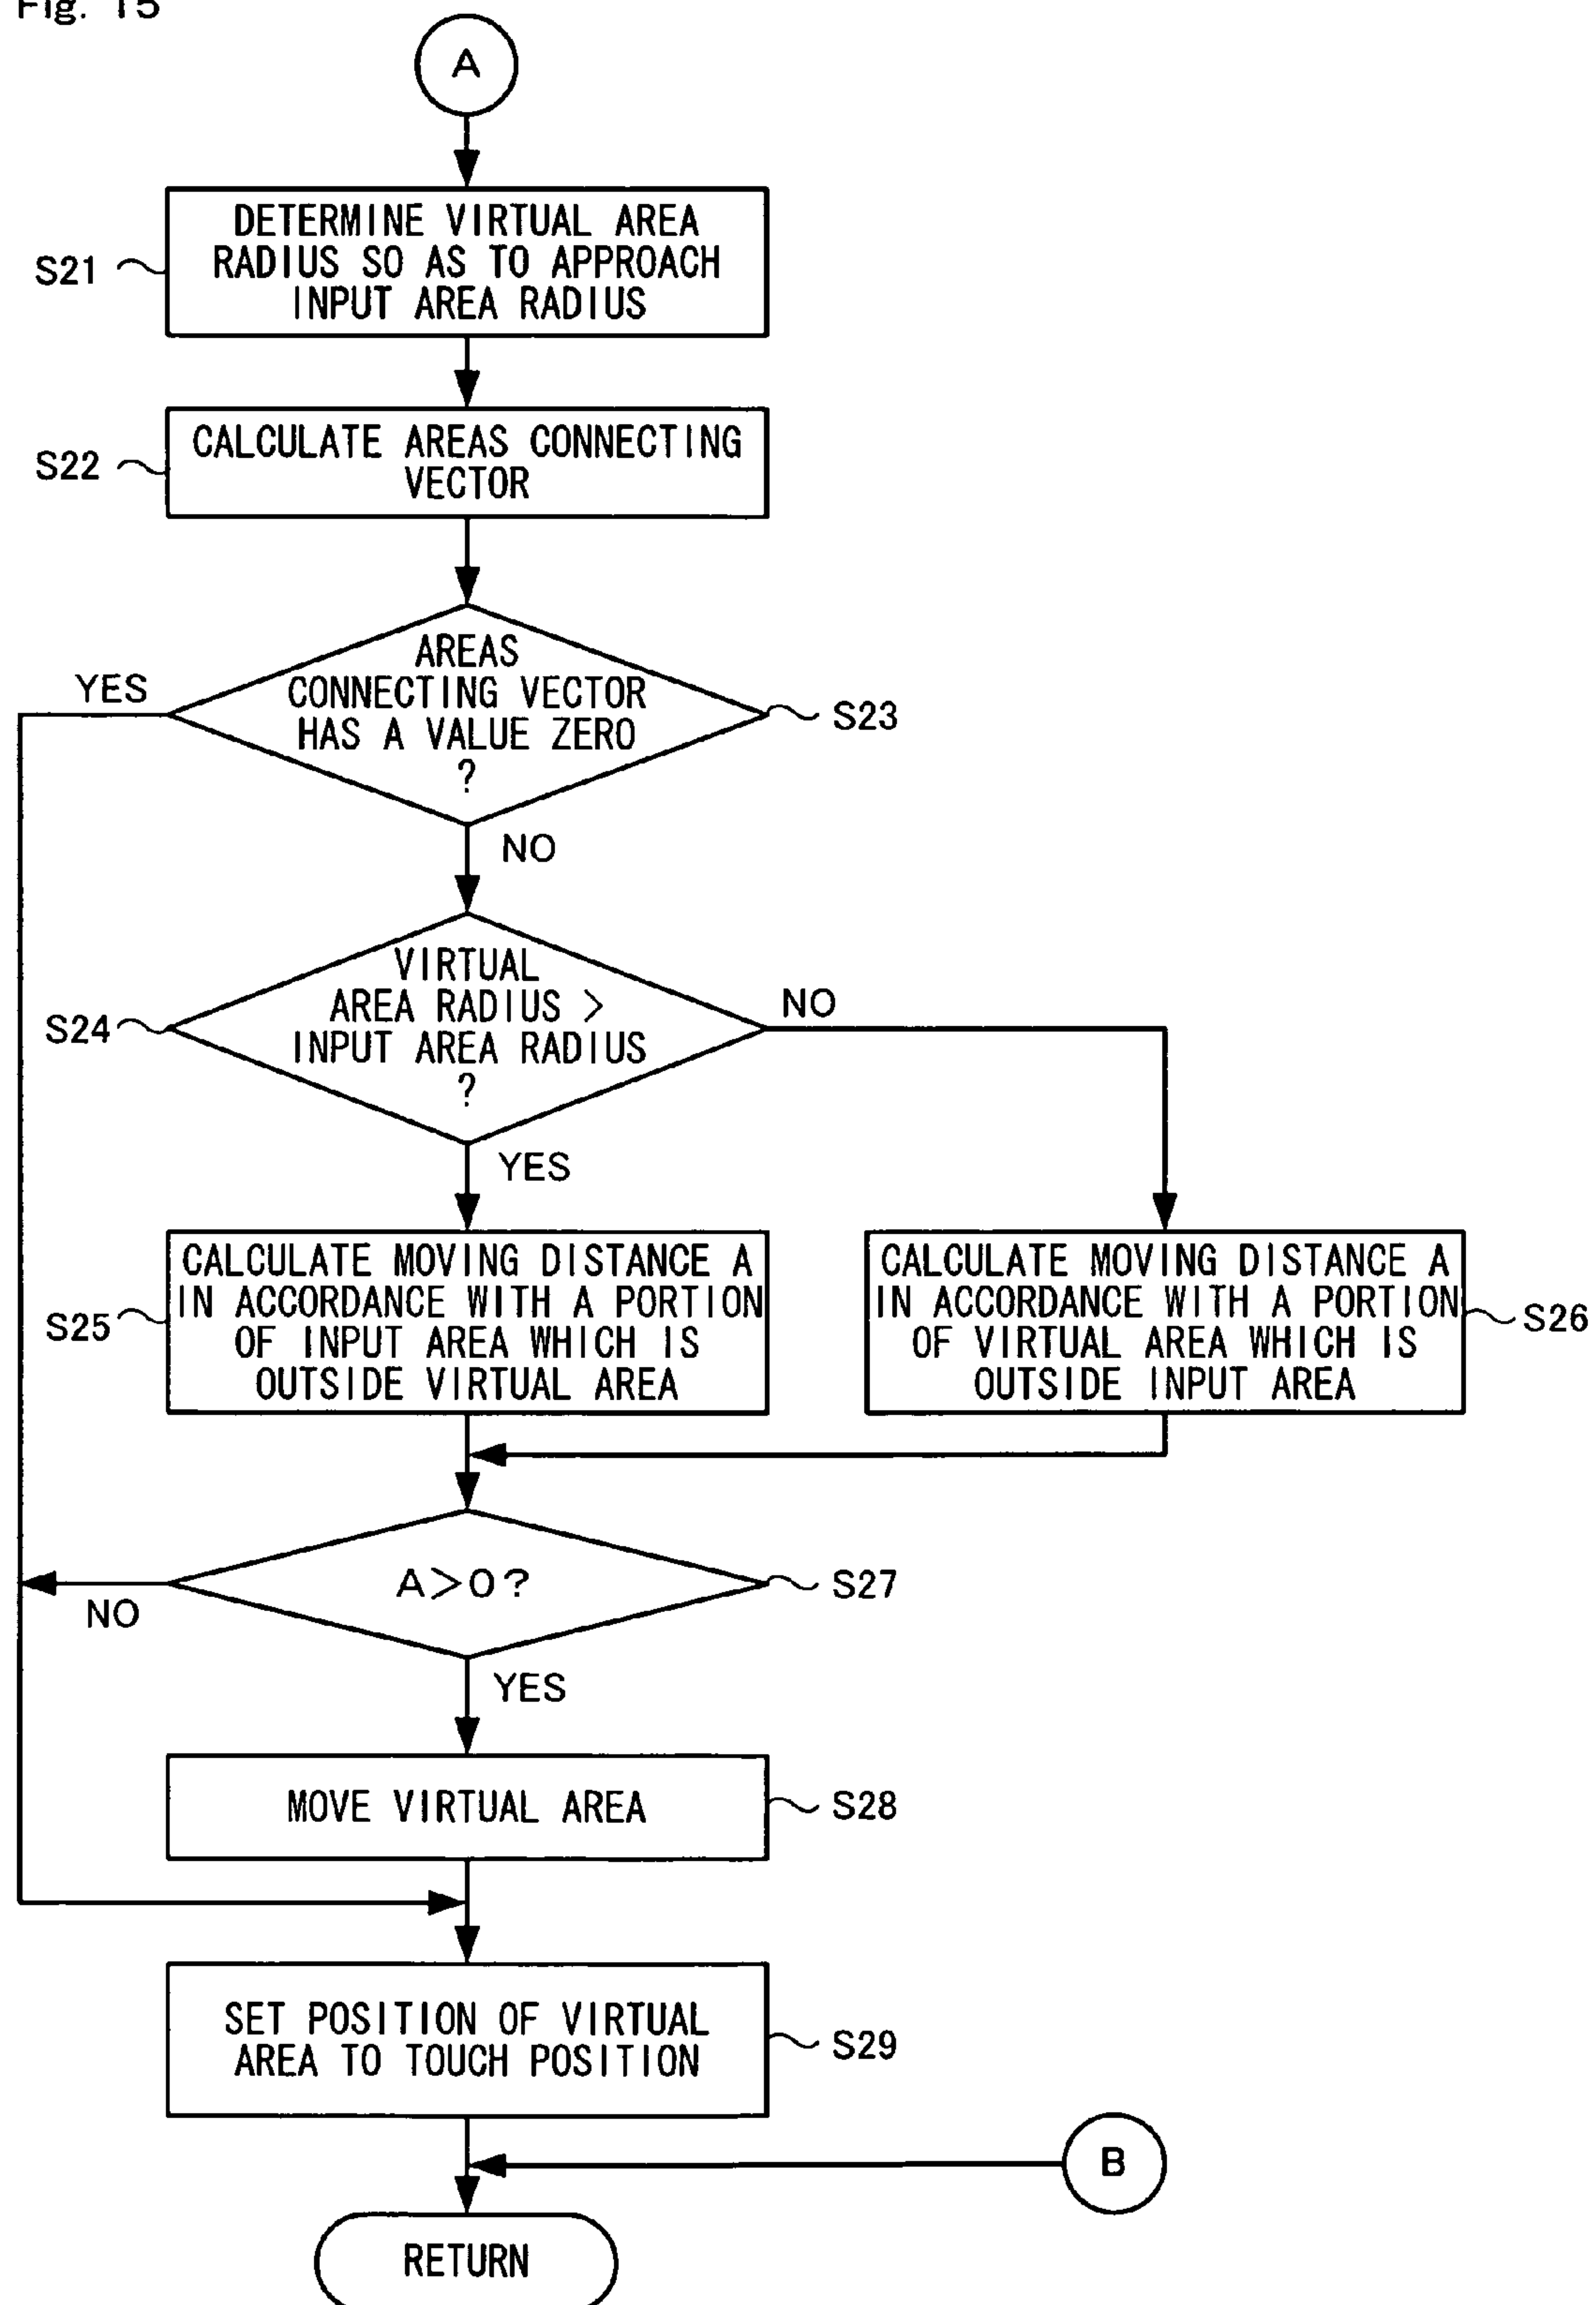 Fig. 15
A
DETERMINE VIRTUAL AREA
RADIUS SO AS TO APPROACH
INPUT AREA RADIUS
S21
CALCULATE AREAS CONNECTING
VECTOR
S22
AREAS
CONNECTING VECTOR
HAS A VALUE ZERO
?
YES
S23
NO
VIRTUAL
AREA RADIUS >
INPUT AREA RADIUS
?
S24
NO
YES
CALCULATE MOVING DISTANCE A
IN ACCORDANCE WITH A PORTION
OF INPUT AREA WHICH IS
OUTSIDE VIRTUAL AREA
S25
CALCULATE MOVING DISTANCE A
IN ACCORDANCE WITH A PORTION
OF VIRTUAL AREA WHICH IS
OUTSIDE INPUT AREA
S26
A>0?
S27
NO
YES
MOVE VIRTUAL AREA
S28
SET POSITION OF VIRTUAL
AREA TO TOUCH POSITION
S29
B
RETURN